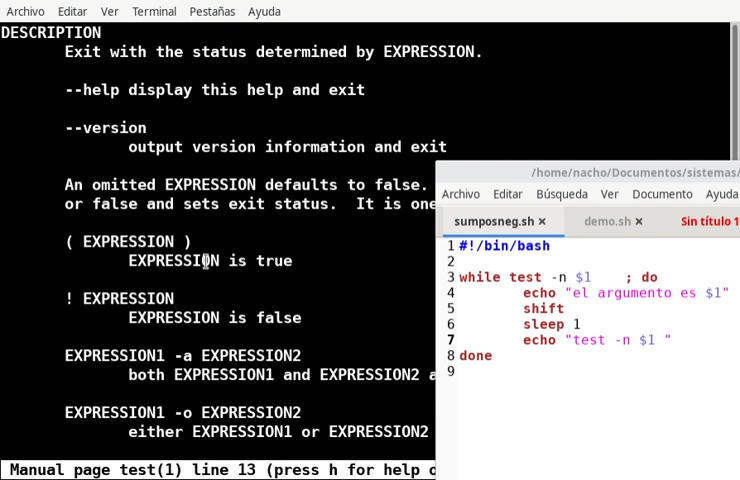 Archivo Editar Ver Terminal Pestañas Ayuda
DESCRIPTION
Exit with the status determined by EXPRESSION.
--help display this help and exit
--version
output version information and exit
An omitted EXPRESSION defaults to false.
or false and sets exit status. It is one
( EXPRESSION )
EXPRESSION is true
! EXPRESSION
EXPRESSION is false
EXPRESSION1 -a EXPRESSION2
both EXPRESSION1 and EXPRESSION2 a
EXPRESSION1 -o EXPRESSION2
either EXPRESSION1 or EXPRESSION2
Manual page test(1) line 13 (press h for help o
/home/nacho/Documentos/sistemas/
Archivo Editar Búsqueda Ver Documento Ayuda
sumposneg.sh × demo.sh × Sin título 1
1 #!/bin/bash
2
3 while test -n $1 ; do
4 echo "el argumento es $1"
5 shift
6 sleep 1
7 echo "test -n $1 "
8 done
9